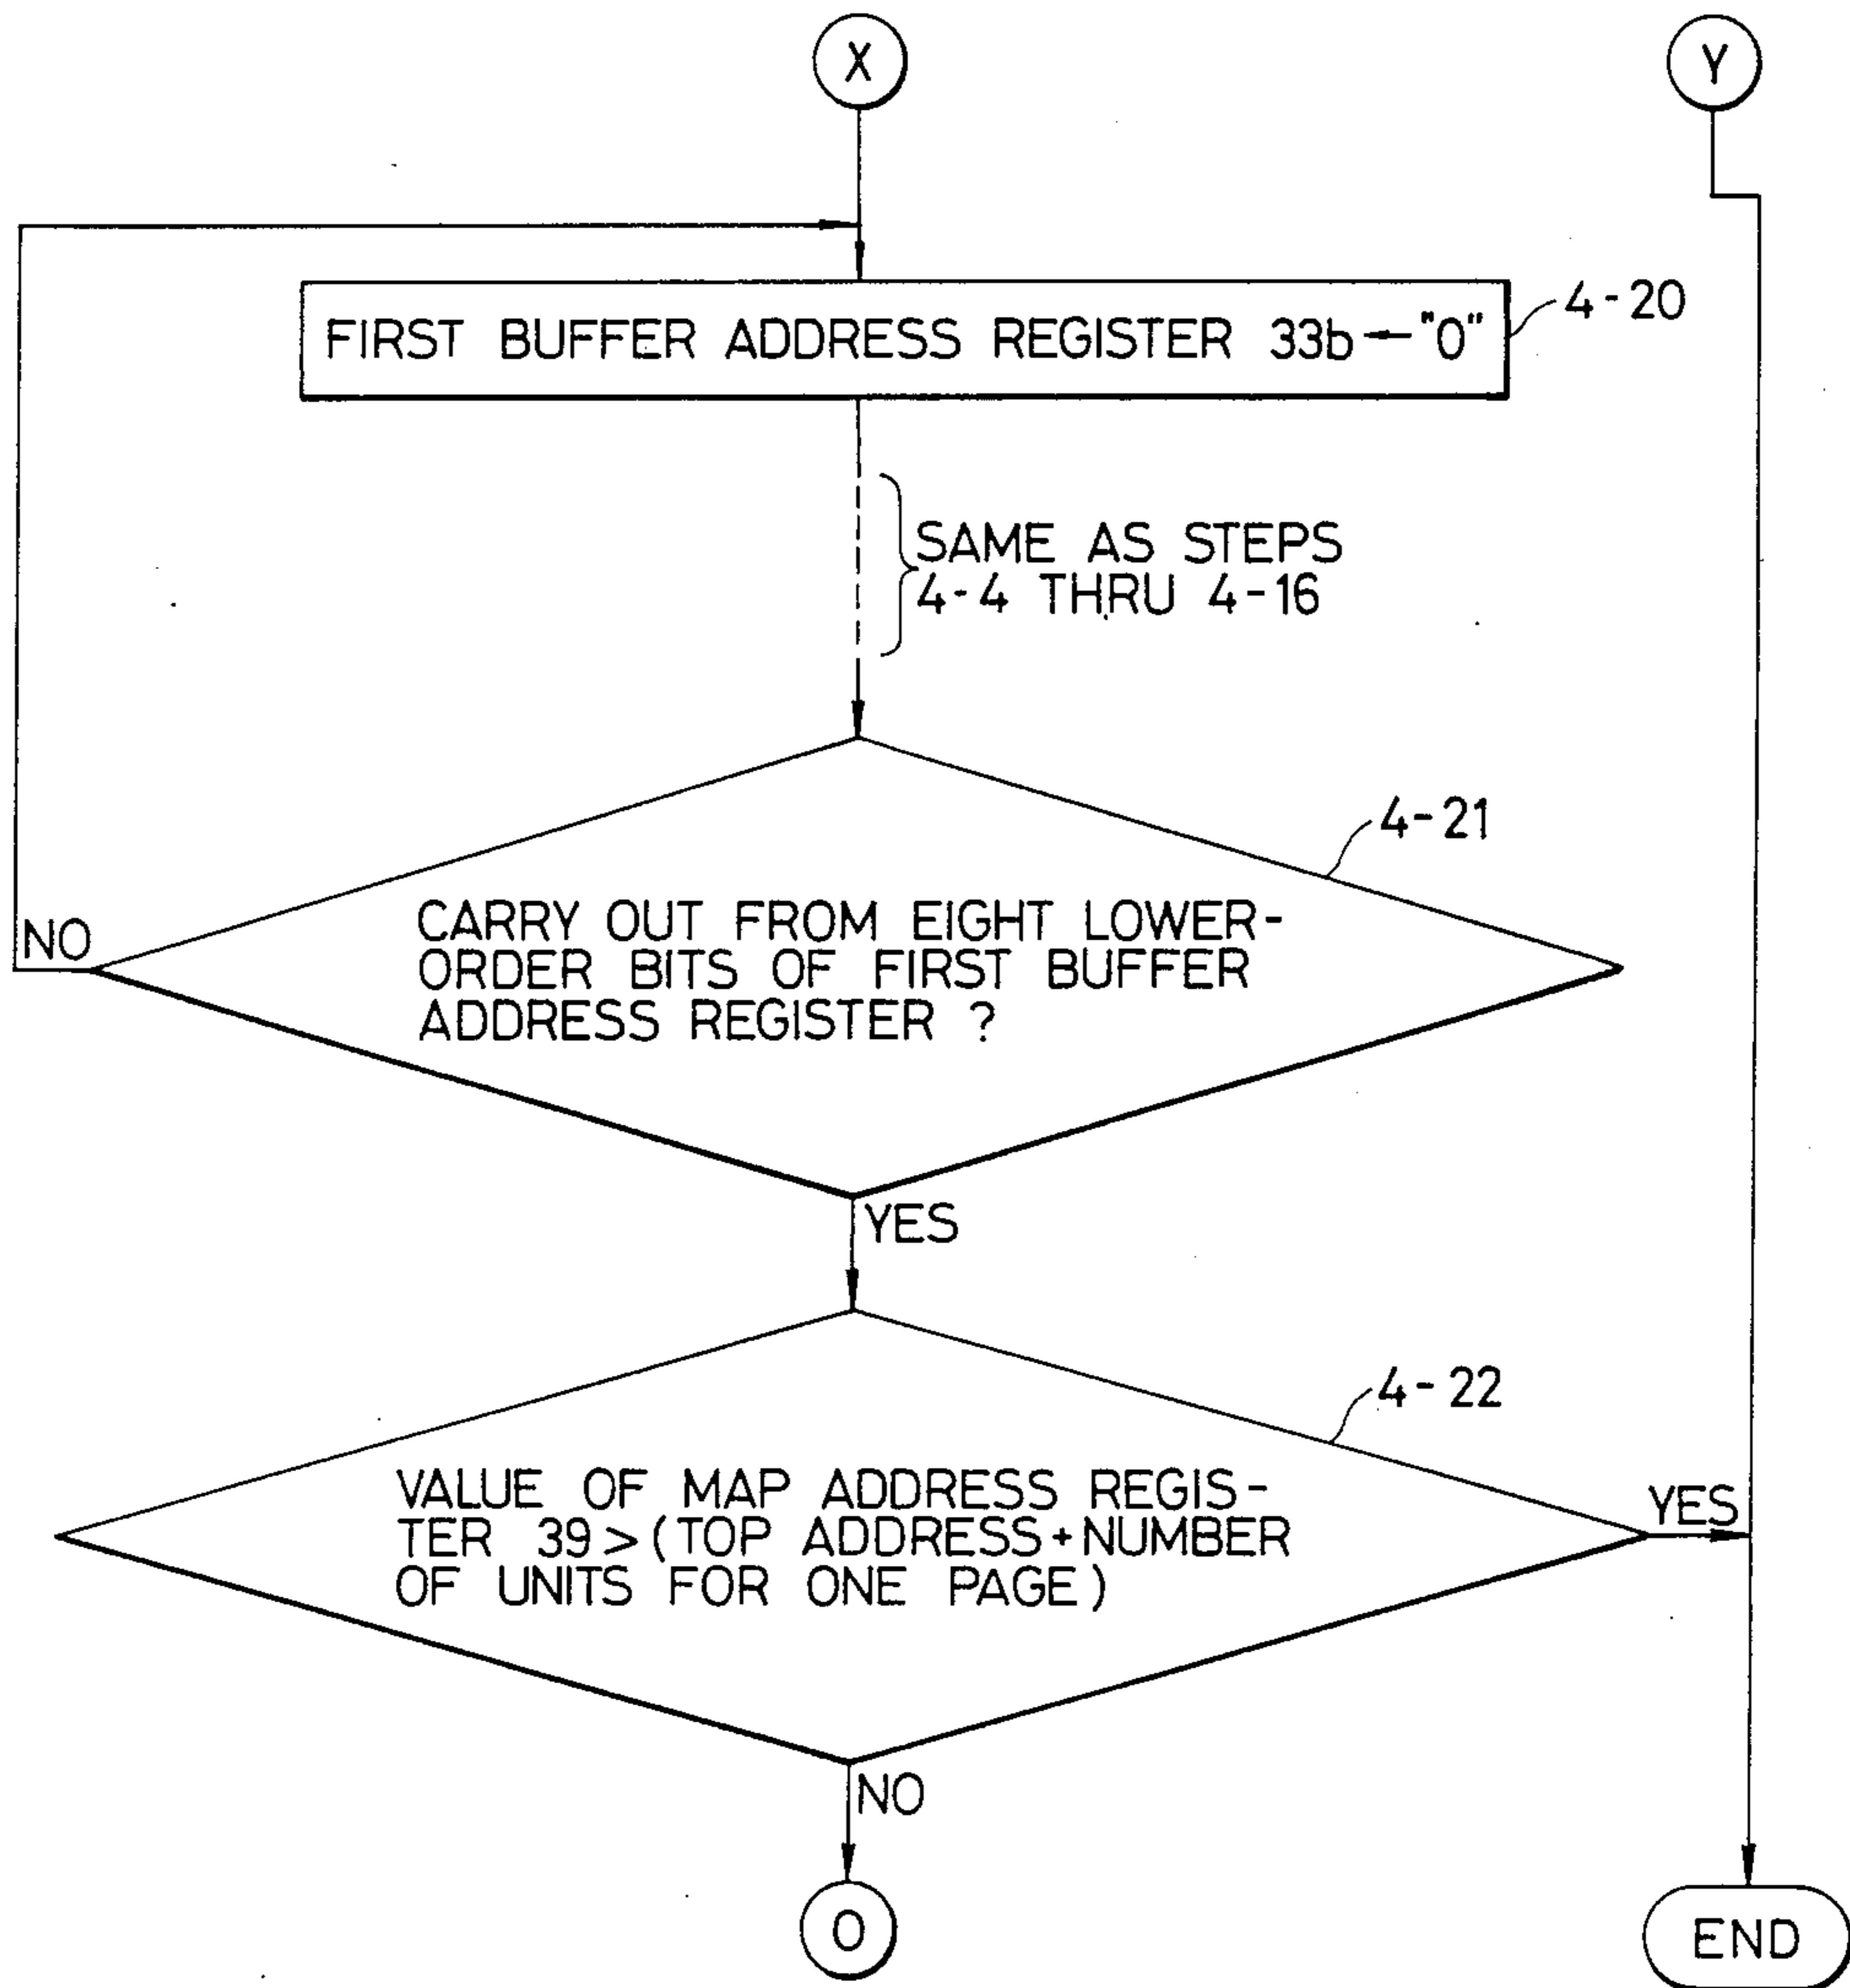 X
Y
FIRST BUFFER ADDRESS REGISTER 33b ← "0"
4-20
SAME AS STEPS
4-4 THRU 4-16
4-21
CARRY OUT FROM EIGHT LOWER-
ORDER BITS OF FIRST BUFFER
ADDRESS REGISTER ?
NO
YES
4-22
VALUE OF MAP ADDRESS REGIS-
TER 39>(TOP ADDRESS+NUMBER
OF UNITS FOR ONE PAGE)
YES
NO
O
END